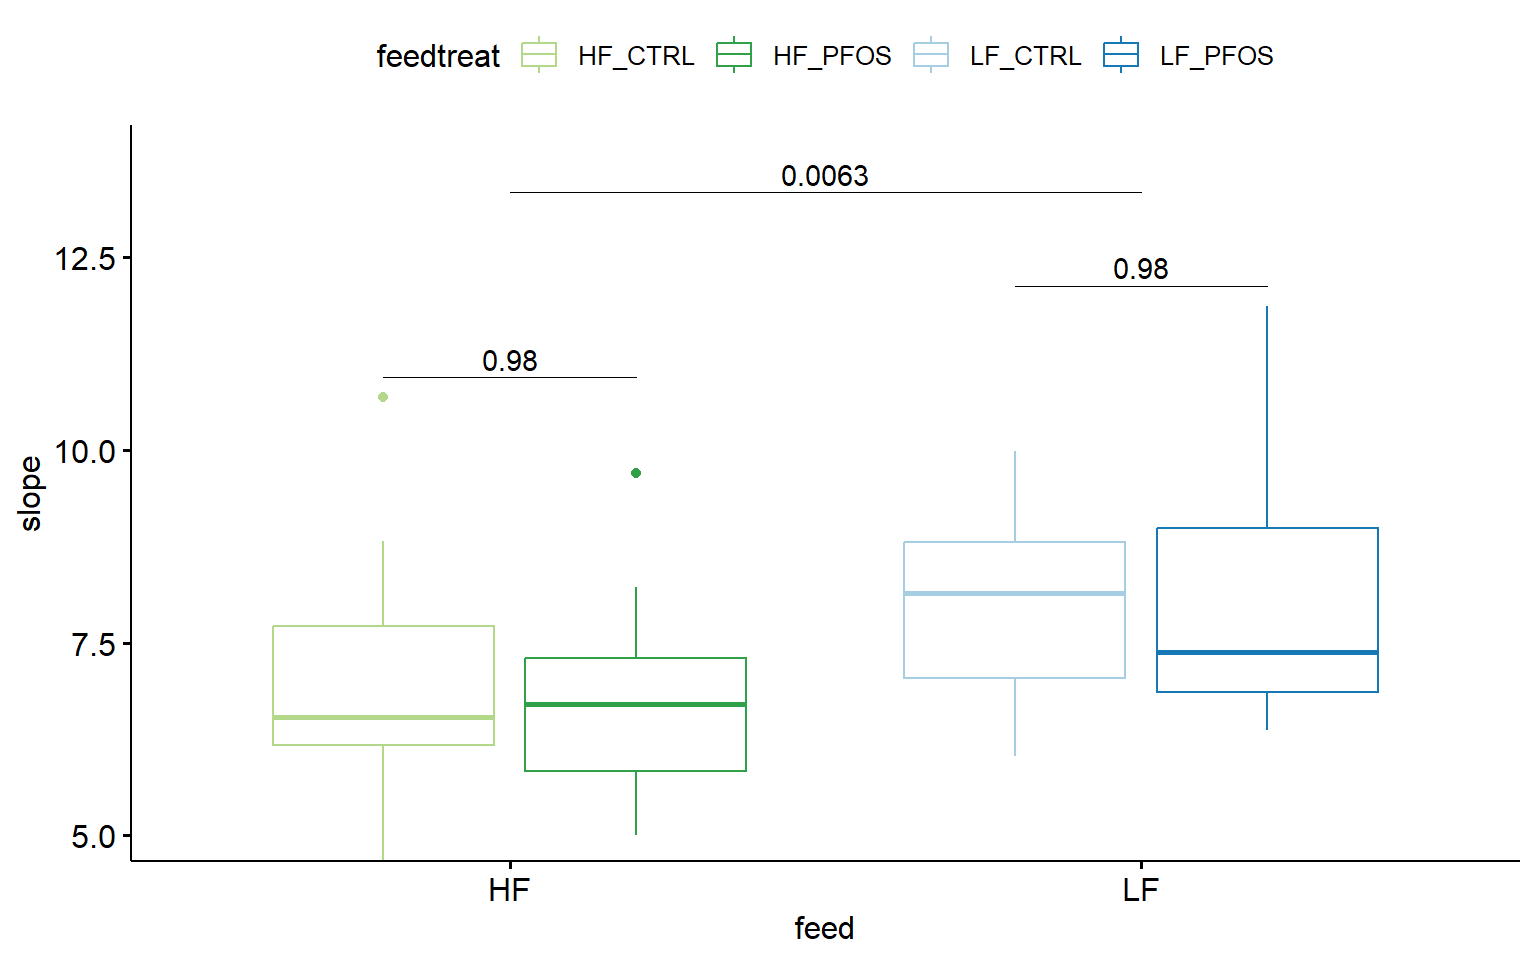 feedtreat HF_CTRL HF_PFOS LF_CTRL LF_PFOS
0.0063
12.5
0.98
0.98
10.0
slope
7.5
5.0
HF LF
feed